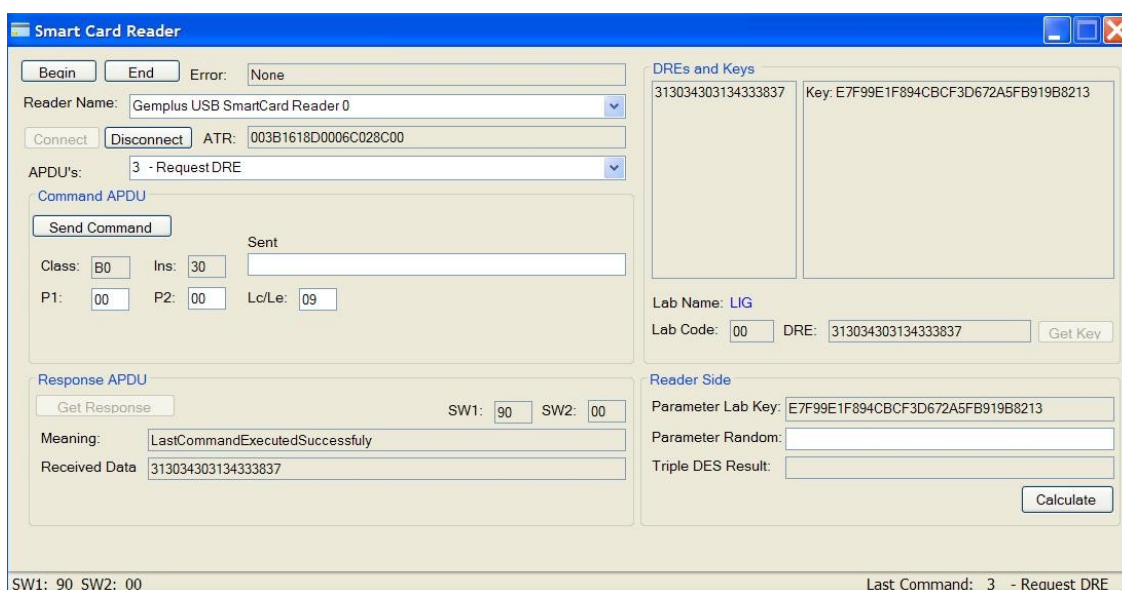 Smart Card Reader
Begin End Error: None
Reader Name: Gemplus USB SmartCard Reader 0
Connect Disconnect ATR: 003B1618D0006C028C00
APDU's: 3 - Request DRE
Command APDU
Send Command
Sent
Class: B0 Ins: 30
P1: 00 P2: 00 Lc/Le: 09
Response APDU
Get Response SW1: 90 SW2: 00
Meaning: LastCommandExecutedSuccessfuly
Received Data 313034303134333837
DREs and Keys
313034303134333837 Key: E7F99E1F894CBCF3D672A5FB919B8213
Lab Name: LIG
Lab Code: 00 DRE: 313034303134333837 Get Key
Reader Side
Parameter Lab Key: E7F99E1F894CBCF3D672A5FB919B8213
Parameter Random:
Triple DES Result:
Calculate
SW1: 90 SW2: 00 Last Command: 3 - Request DRE